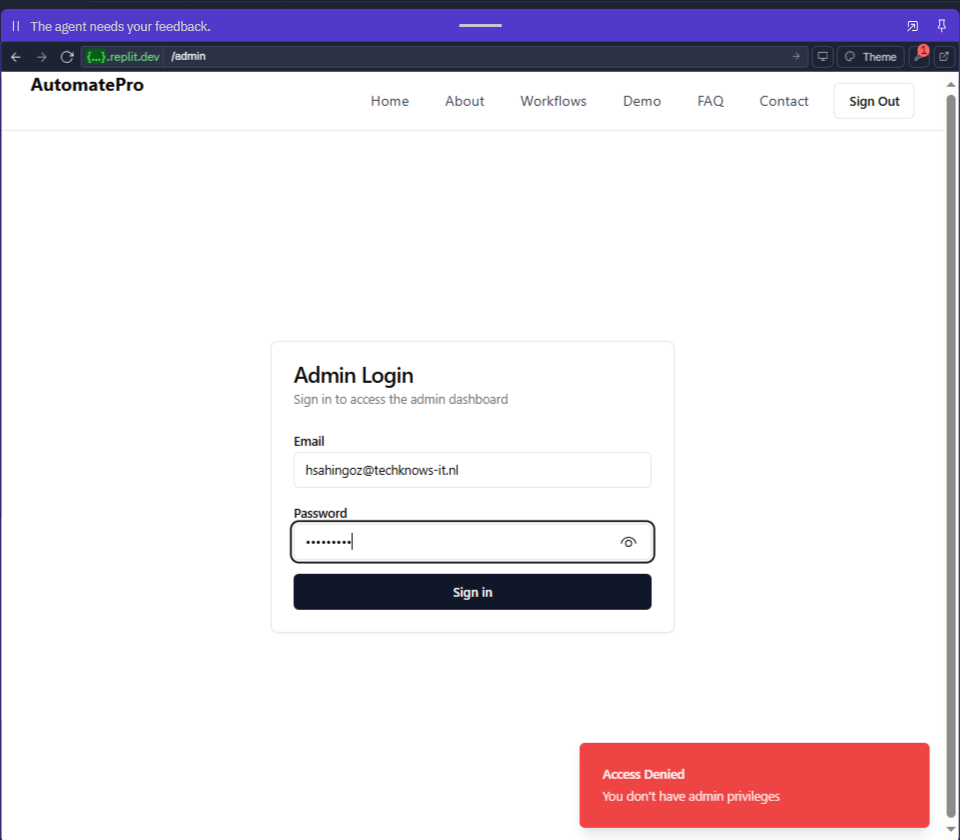 The agent needs your feedback.
{...}.replit.dev /admin
Theme
1
AutomatePro
Home
About
Workflows
Demo
FAQ
Contact
Sign Out
Admin Login
Sign in to access the admin dashboard
Email
hsahingoz@techknows-it.nl
Password
•••••••••
Sign in
Access Denied
You don't have admin privileges